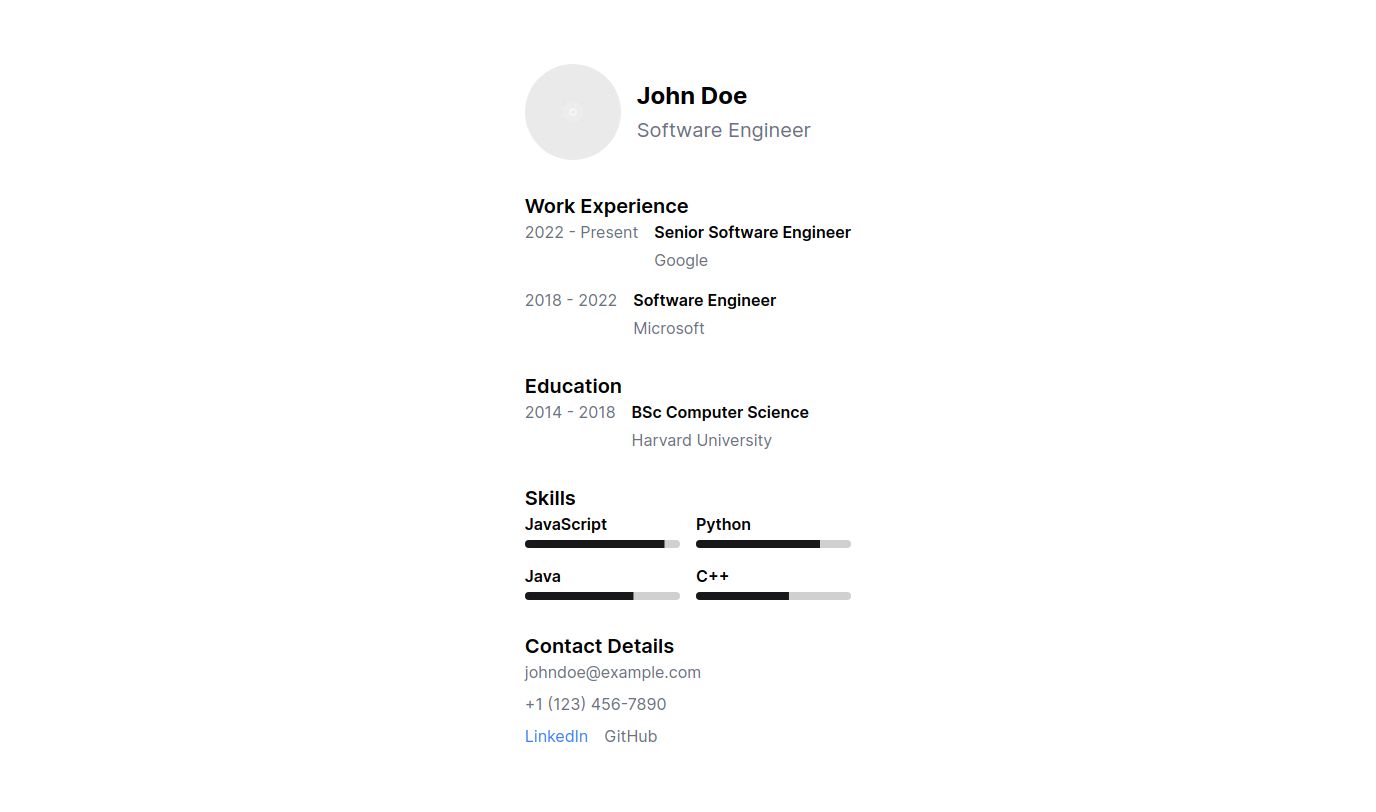 John Doe
Software Engineer
Work Experience
2022 - Present Senior Software Engineer
Google
2018 - 2022 Software Engineer
Microsoft
Education
2014 - 2018 BSc Computer Science
Harvard University
Skills
JavaScript Python
Java C++
Contact Details
johndoe@example.com
+1 (123) 456-7890
LinkedIn GitHub